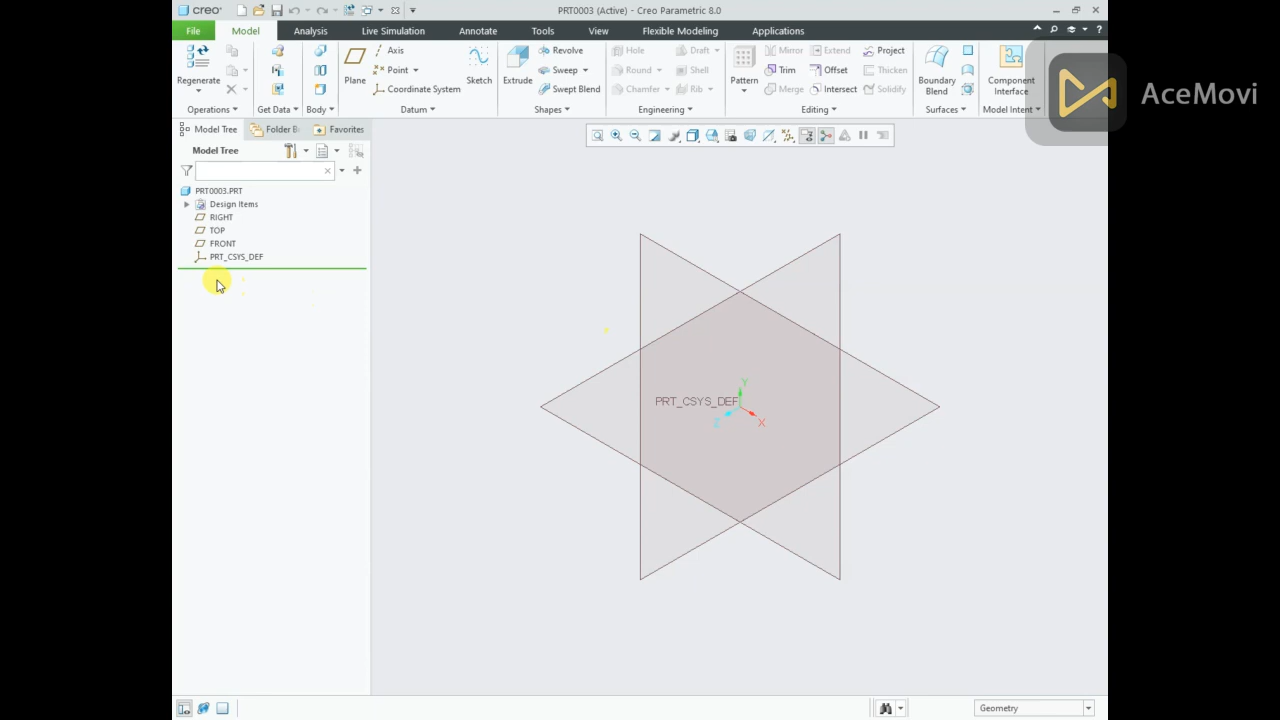 creo PRT0003 (Active) - Creo Parametric 8.0
File Model Analysis Live Simulation Annotate Tools View Flexible Modeling Applications
Regenerate
Plane
Axis
Point
Coordinate System
Sketch
Extrude
Revolve
Sweep
Swept Blend
Hole
Round
Chamfer
Draft
Shell
Rib
Pattern
Mirror
Trim
Merge
Extend
Offset
Intersect
Project
Thicken
Solidify
Boundary
Blend
Component
Interface
Operations Get Data Body Datum Shapes Engineering Editing Surfaces Model Intent
AceMovi
Model Tree Folder B Favorites
Model Tree
PRT0003.PRT
Design Items
RIGHT
TOP
FRONT
PRT_CSYS_DEF
Y
PRT_CSYS_DEF
Z X
Geometry